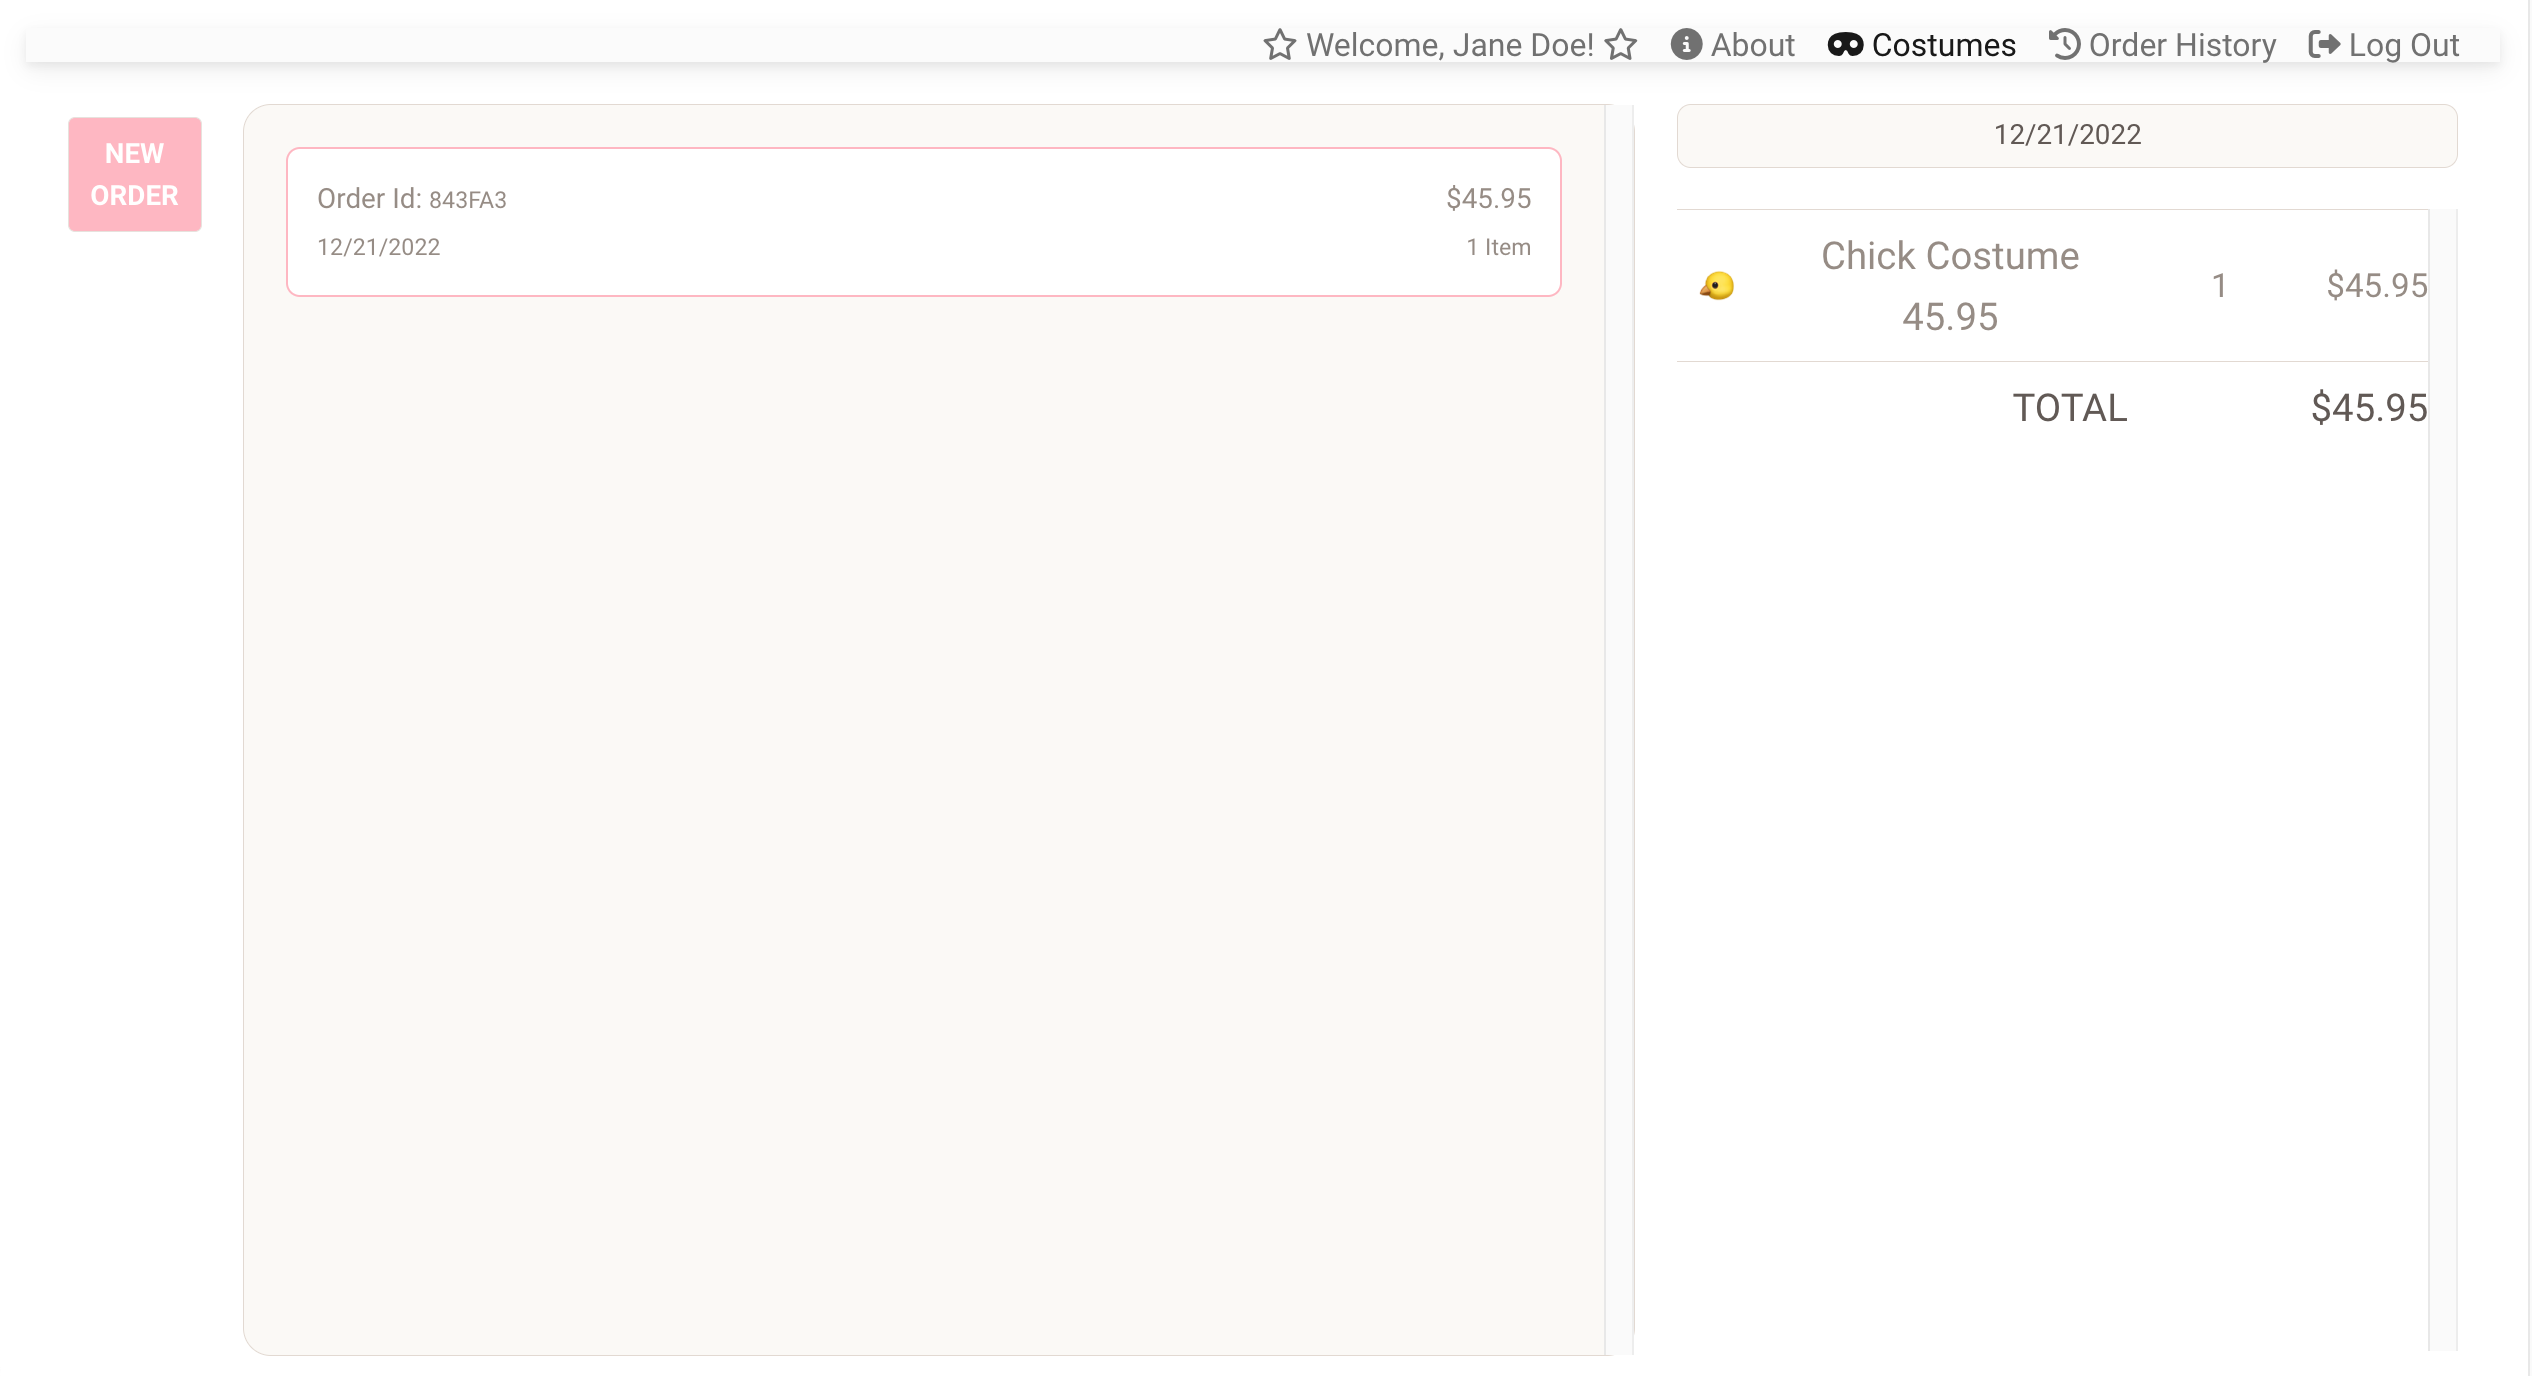 Welcome, Jane Doe! About Costumes Order History Log Out
NEW
ORDER
Order Id: 843FA3 $45.95
12/21/2022 1 Item
12/21/2022
Chick Costume
45.95
1 $45.95
TOTAL $45.95